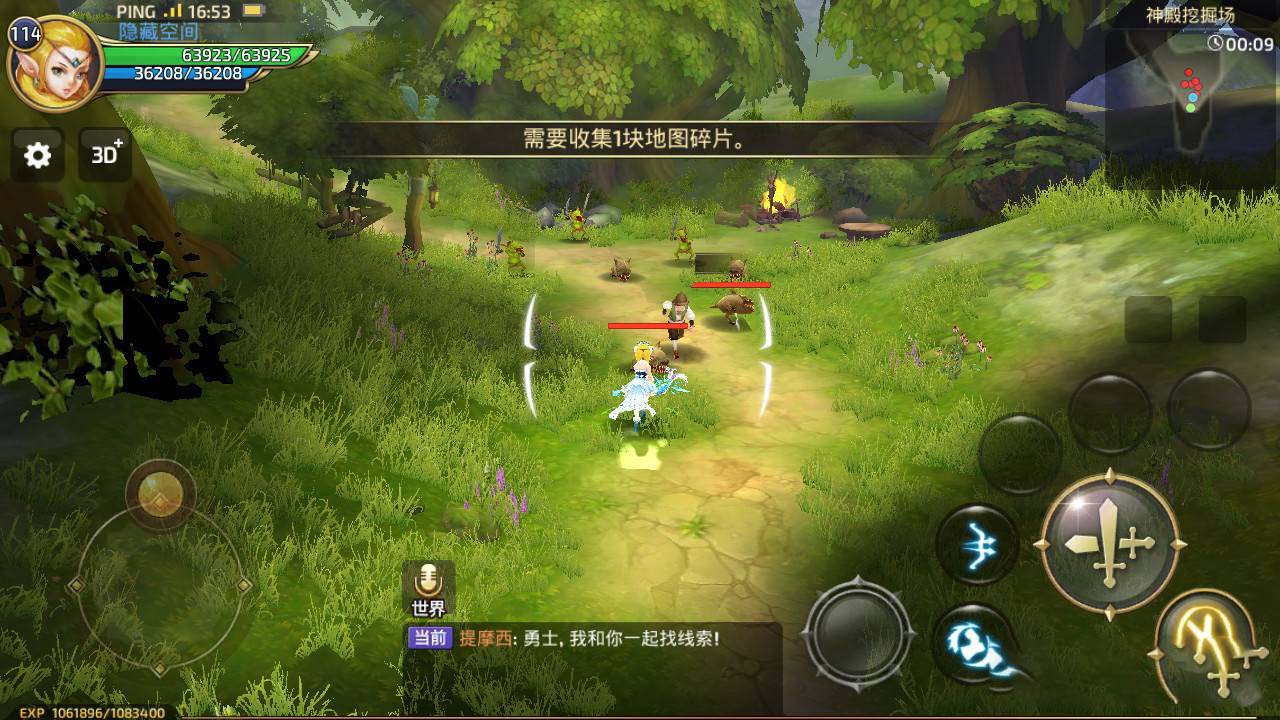 PING 16:53
114
隐藏空间
63923/63925
36208/36208
神殿挖掘场
00:09
3D+
需要收集1块地图碎片。
世界
当前 提摩西: 勇士, 我和你一起找线索!
EXP 1061896/1083400